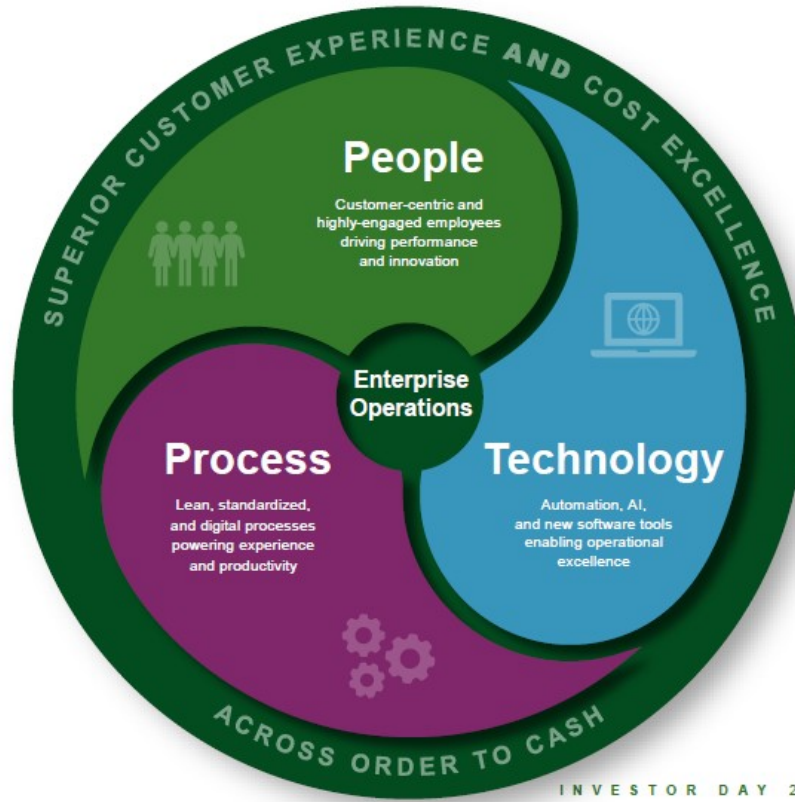 SUPERIOR CUSTOMER EXPERIENCE AND COST EXCELLENCE
People
Customer-centric and
highly-engaged employees
driving performance
and innovation
Enterprise
Operations
Process
Lean, standardized,
and digital processes
powering experience
and productivity
Technology
Automation, AI,
and new software tools
enabling operational
excellence
ACROSS ORDER TO CASH
INVESTOR DAY 2